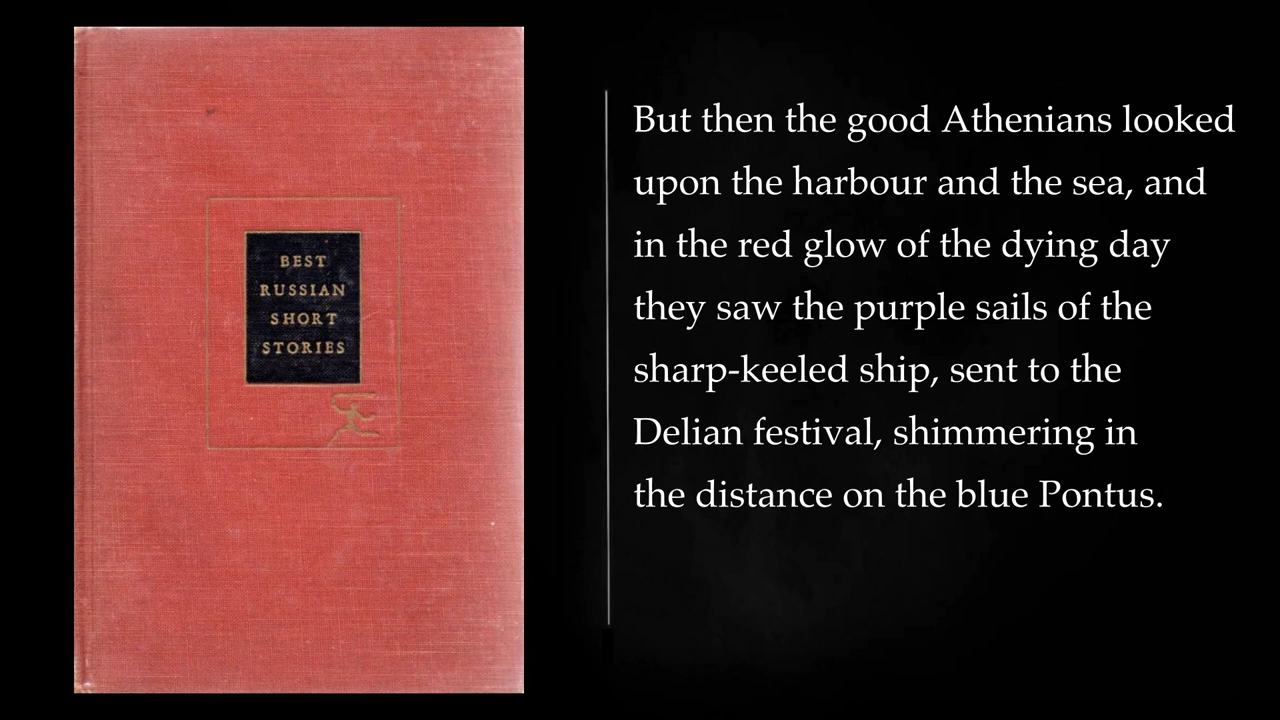 BEST
RUSSIAN
SHORT
STORIES
But then the good Athenians looked
upon the harbour and the sea, and
in the red glow of the dying day
they saw the purple sails of the
sharp-keeled ship, sent to the
Delian festival, shimmering in
the distance on the blue Pontus.